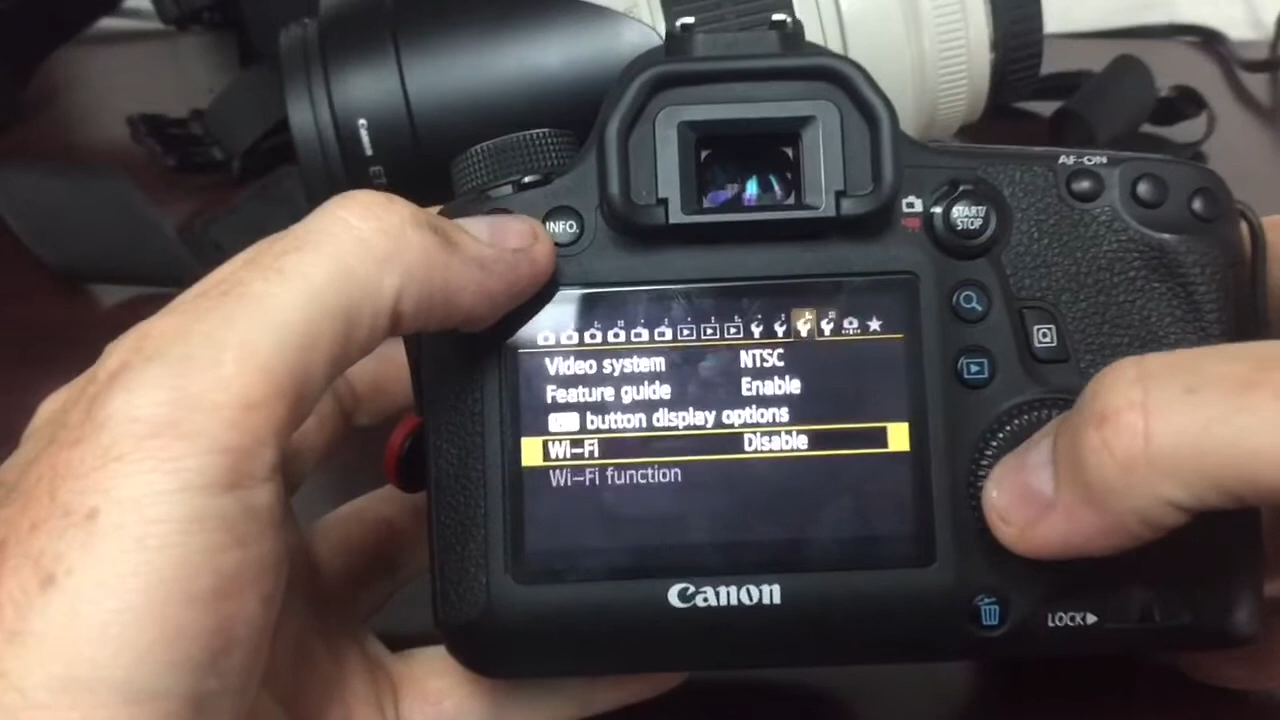 Canon
AF-ON
INFO.
START/
STOP
Q
Video system NTSC
Feature guide Enable
button display options
Wi-Fi Disable
Wi-Fi function
Canon
LOCK